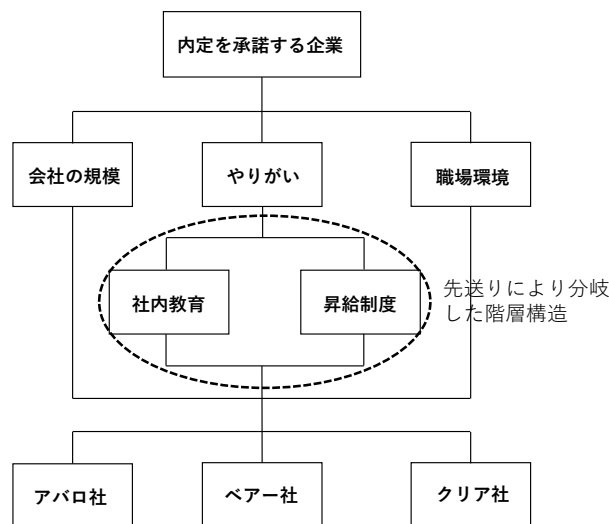 内定を承諾する企業
会社の規模
やりがい
職場環境
社内教育
昇給制度
先送りにより分岐
した階層構造
アバロ社
ベアー社
クリア社